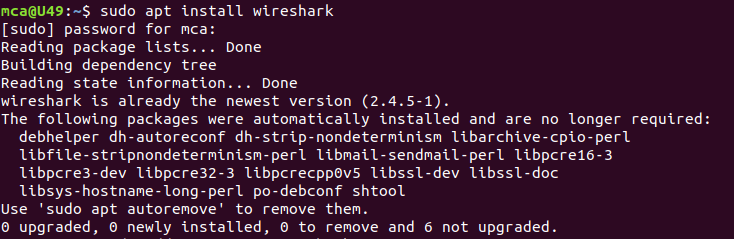 mca@U49:~$ sudo apt install wireshark
[sudo] password for mca:
Reading package lists... Done
Building dependency tree
Reading state information... Done
wireshark is already the newest version (2.4.5-1).
The following packages were automatically installed and are no longer required:
  debhelper dh-autoreconf dh-strip-nondeterminism libarchive-cpio-perl
  libfile-stripnondeterminism-perl libmail-sendmail-perl libpcre16-3
  libpcre3-dev libpcre32-3 libpcrecpp0v5 libssl-dev libssl-doc
  libsys-hostname-long-perl po-debconf shtool
Use 'sudo apt autoremove' to remove them.
0 upgraded, 0 newly installed, 0 to remove and 6 not upgraded.